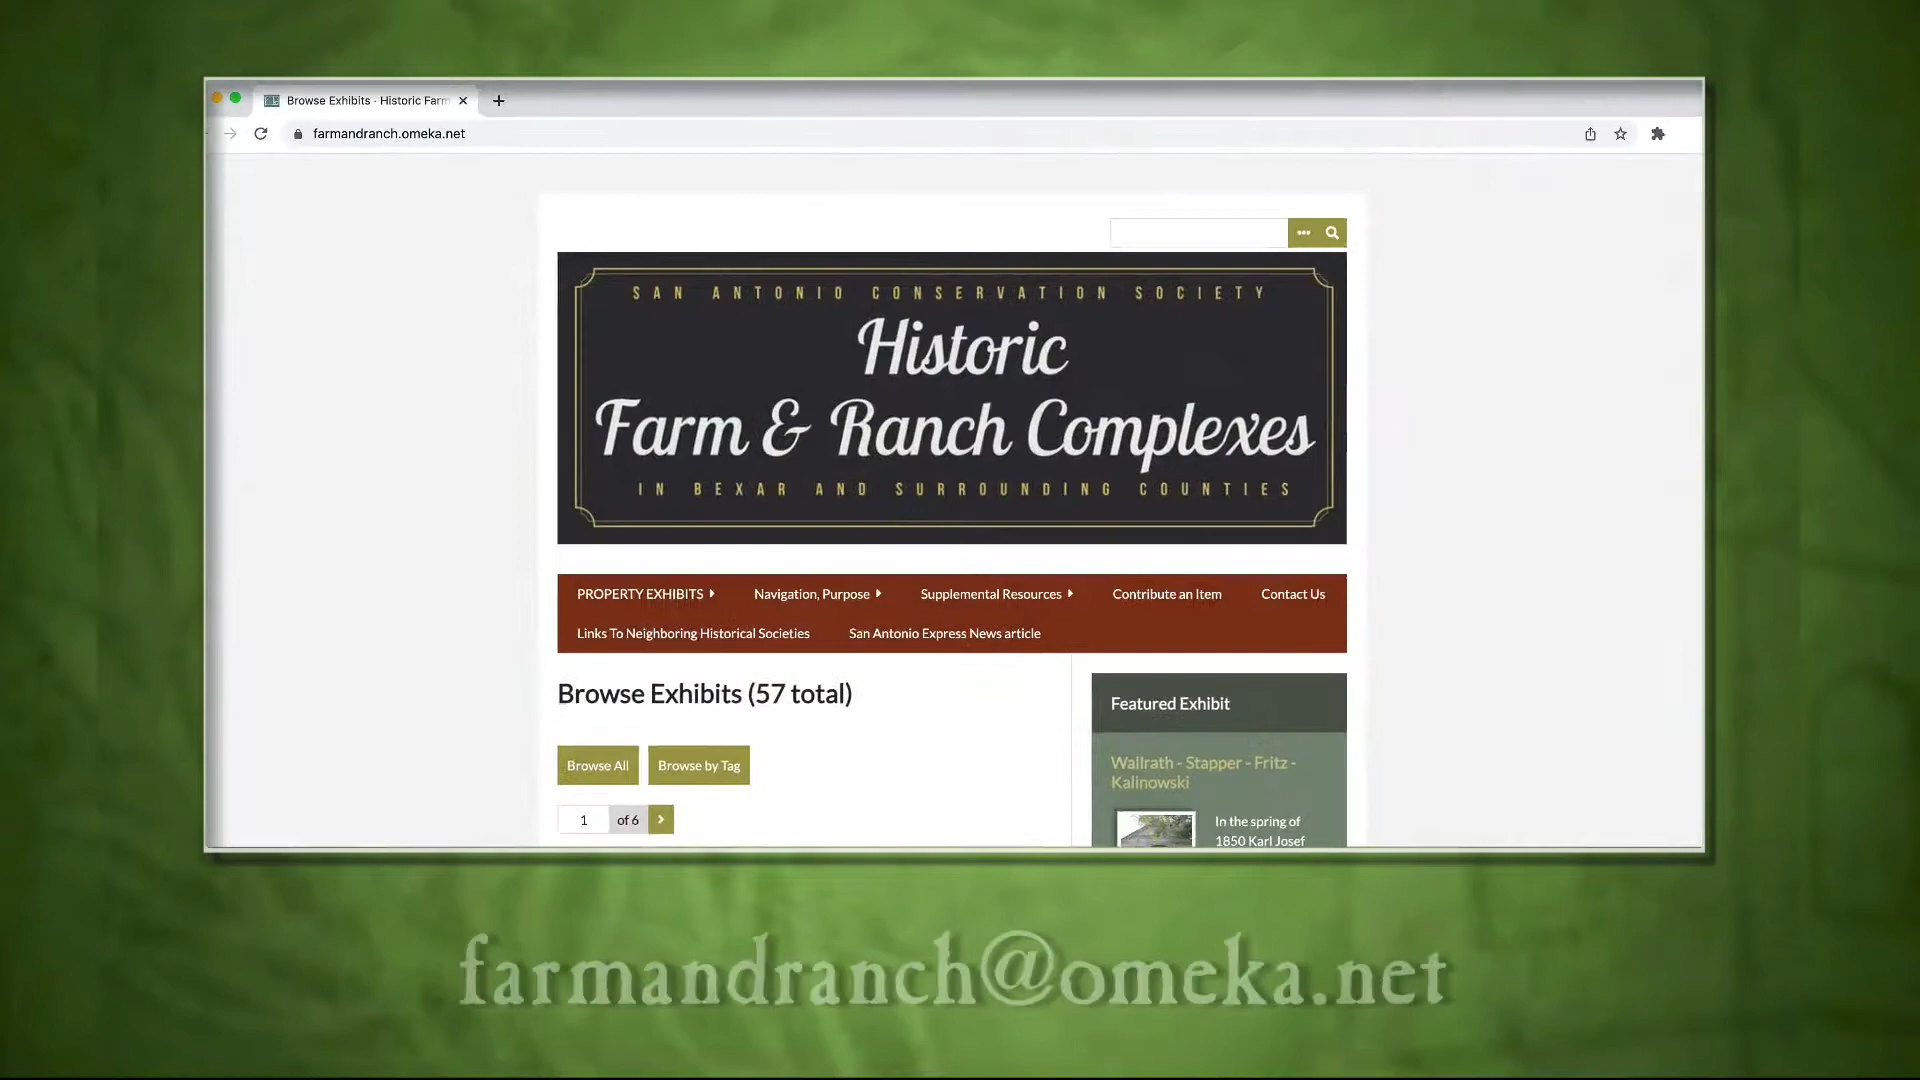 Browse Exhibits · Historic Farm
farmandranch.omeka.net
SAN ANTONIO CONSERVATION SOCIETY
Historic
Farm & Ranch Complexes
IN BEXAR AND SURROUNDING COUNTIES
PROPERTY EXHIBITS Navigation, Purpose Supplemental Resources Contribute an Item Contact Us
Links To Neighboring Historical Societies San Antonio Express News article
Browse Exhibits (57 total)
Browse All Browse by Tag
1 of 6
Featured Exhibit
Wallrath - Stapper - Fritz -
Kalinowski
In the spring of
1850 Karl Josef
farmandranch@omeka.net